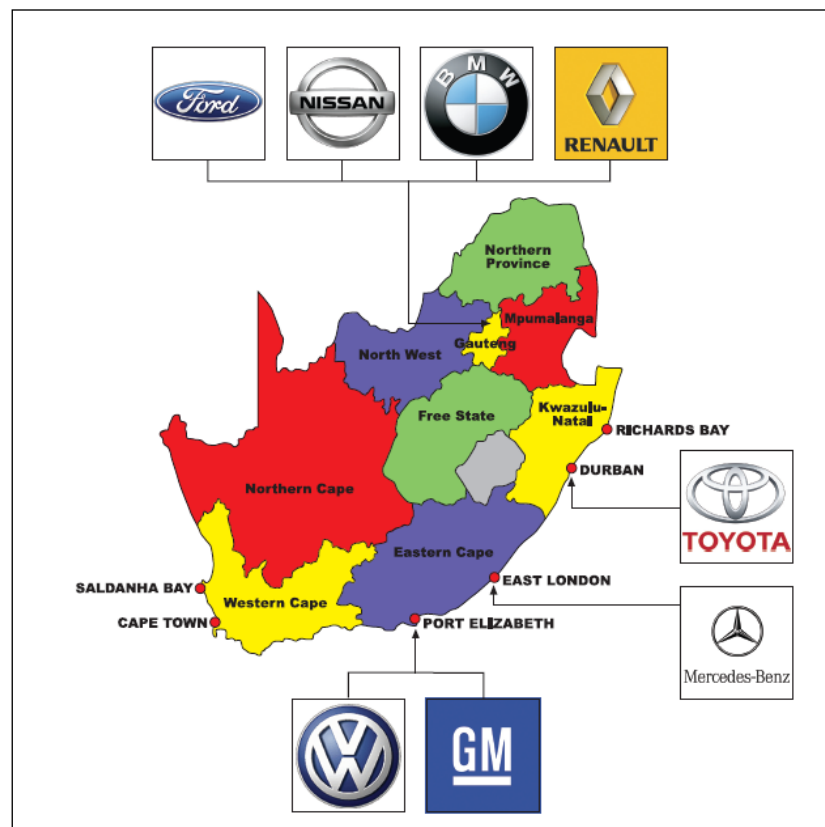 Ford
NISSAN
BMW
RENAULT
Northern
Province
Mpumalanga
Gauteng
North West
Kwazulu-
Natal
Free State
RICHARDS BAY
DURBAN
TOYOTA
Northern Cape
Eastern Cape
EAST LONDON
SALDANHA BAY
Western Cape
CAPE TOWN
PORT ELIZABETH
Mercedes-Benz
VW
GM